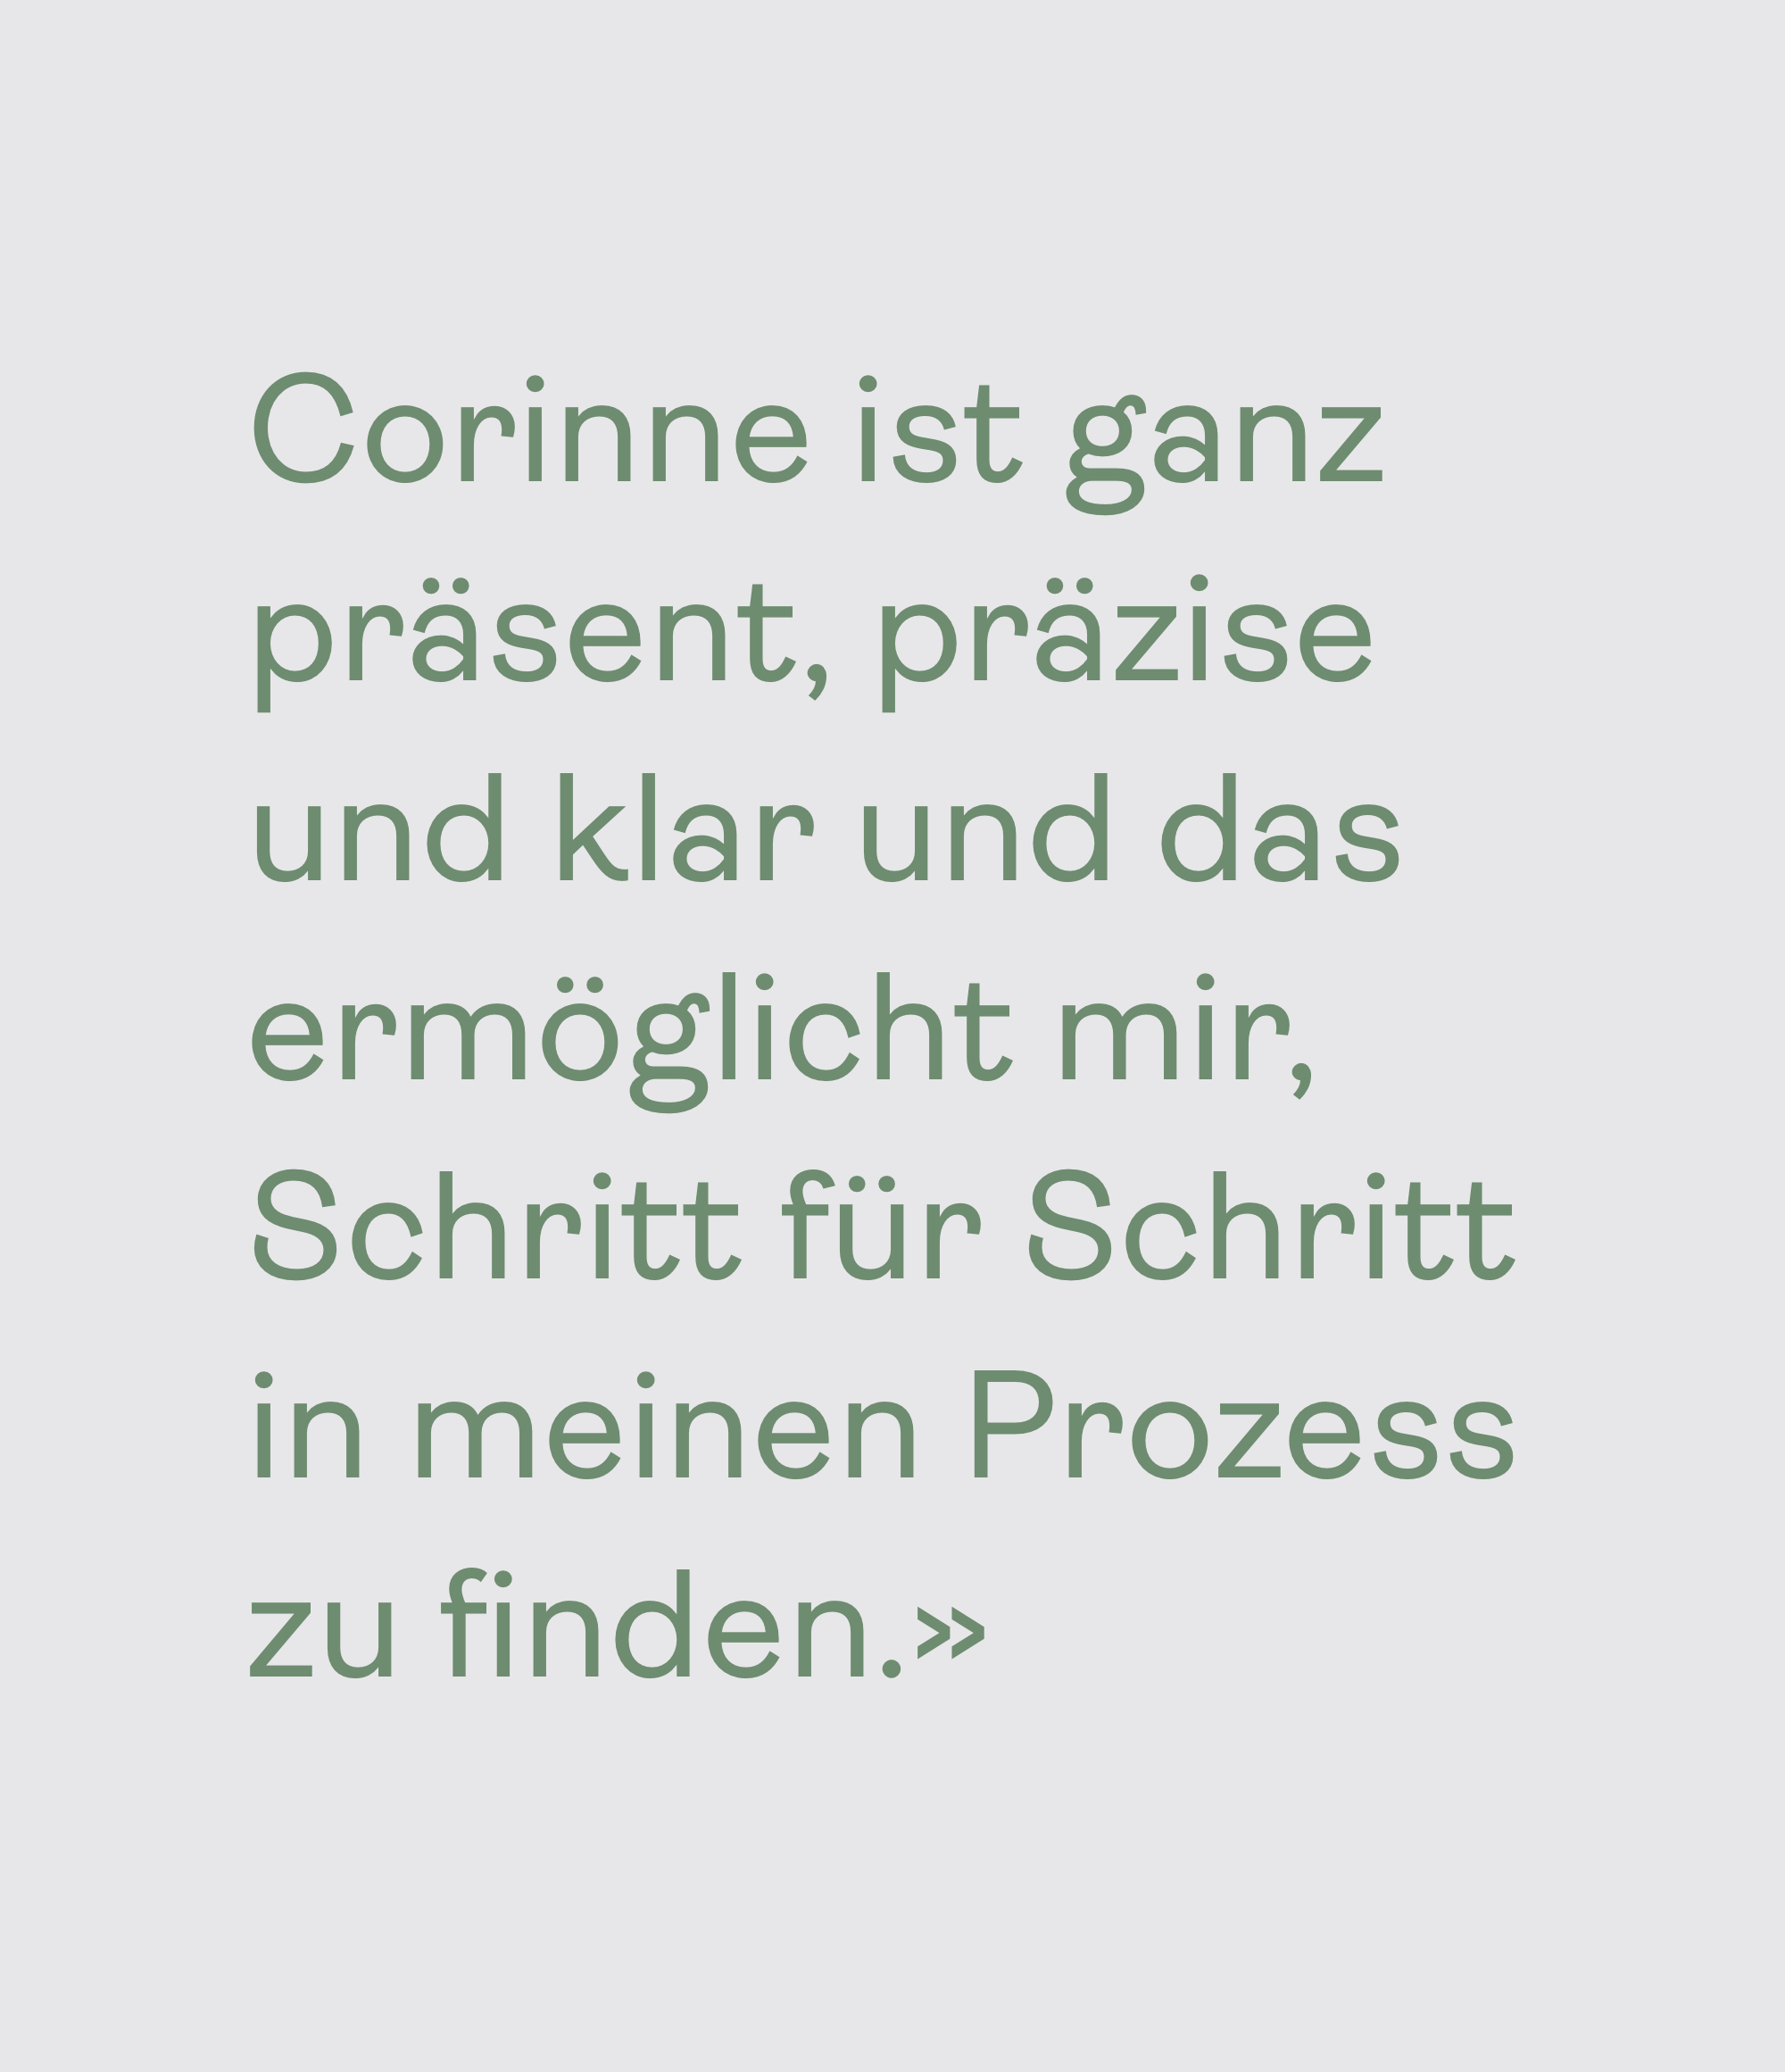 Corinne ist ganz
präsent, präzise
und klar und das
ermöglicht mir,
Schritt für Schritt
in meinen Prozess
zu finden.»